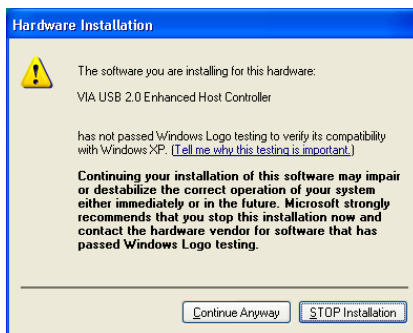 Hardware Installation
The software you are installing for this hardware:
VIA USB 2.0 Enhanced Host Controller
has not passed Windows Logo testing to verify its compatibility
with Windows XP. (Tell me why this testing is important.)
Continuing your installation of this software may impair
or destabilize the correct operation of your system
either immediately or in the future. Microsoft strongly
recommends that you stop this installation now and
contact the hardware vendor for software that has
passed Windows Logo testing.
Continue Anyway
STOP Installation